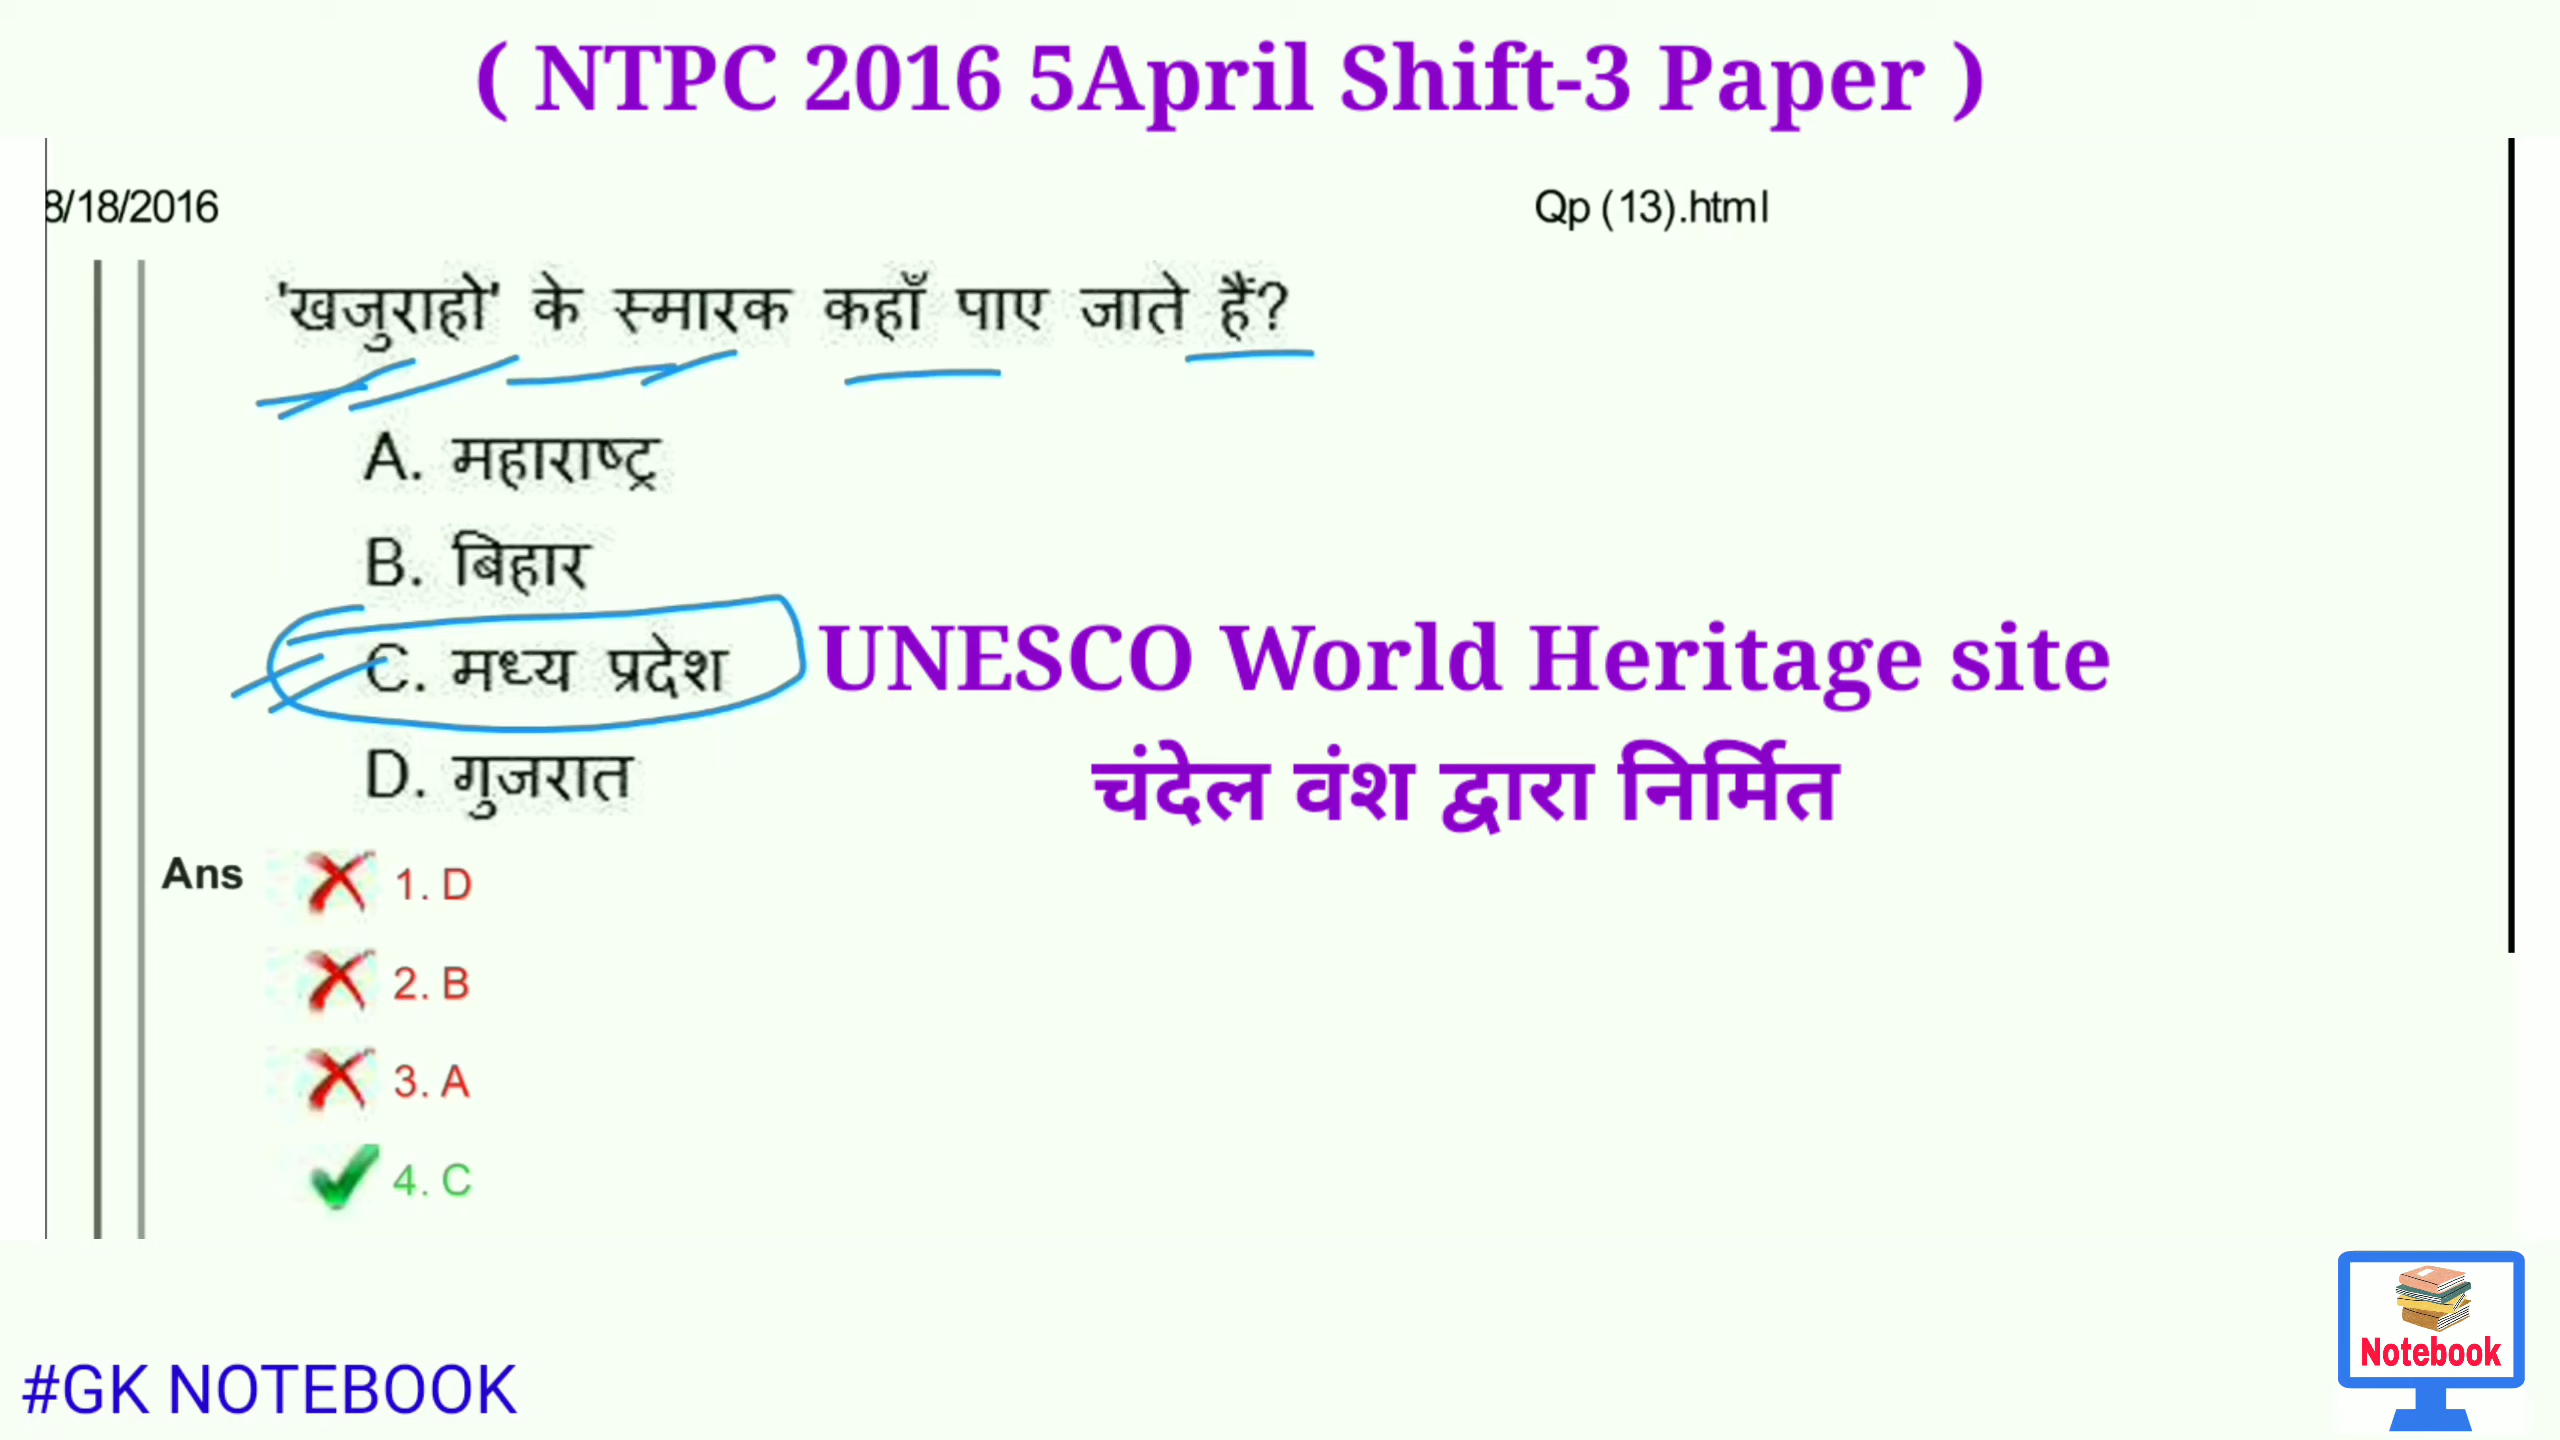 ( NTPC 2016 5April Shift-3 Paper )
8/18/2016 Qp (13).html
'खजुराहो' के स्मारक कहाँ पाए जाते हैं?
A. महाराष्ट्र
B. बिहार
C. मध्य प्रदेश UNESCO World Heritage site
चंदेल वंश द्वारा निर्मित
D. गुजरात
Ans 1. D
2. B
3. A
4. C
#GK NOTEBOOK
Notebook